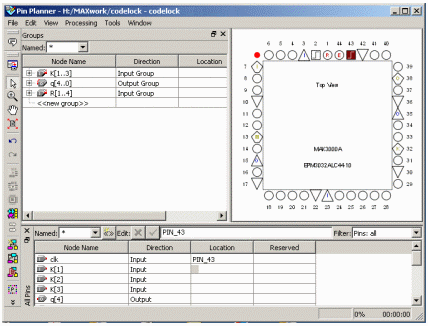 Pin Planner - H:/MAXwork/codelock - codelock
File Edit View Processing Tools Window
Groups
Named: *
Node Name Direction Location
K[1..3] Input Group
q[4..0] Output Group
R[1..4] Input Group
<<new group>>
6 5 4 3 2 1 44 43 42 41 40
7 39
8 38
9 37
10 36
11 35
12 34
13 33
14 32
15 31
16 30
17 29
18 19 20 21 22 23 24 25 26 27 28
Top View
MAX3000A
EPM3032ALC44-10
Named: * Edit: PIN_43 Filter: Pins: all
Node Name Direction Location Reserved
clk Input PIN_43
K[1] Input
K[2] Input
K[3] Input
q[4] Output
All Pins
0% 00:00:00